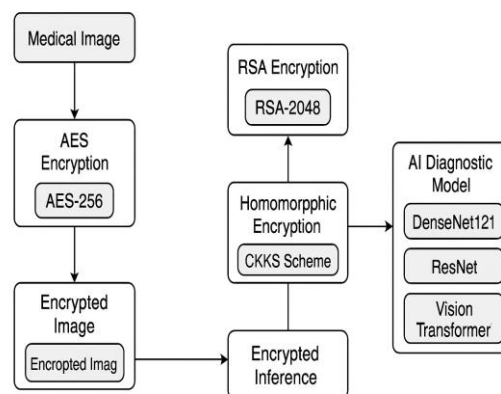 Medical Image
AES
Encryption
AES-256
Encrypted
Image
Encropted Imag
RSA Encryption
RSA-2048
Homomorpphic
Encryption
CKKS Scheme
Encrypted
Inference
AI Diagnostic
Model
DenseNet121
ResNet
Vision
Transformer